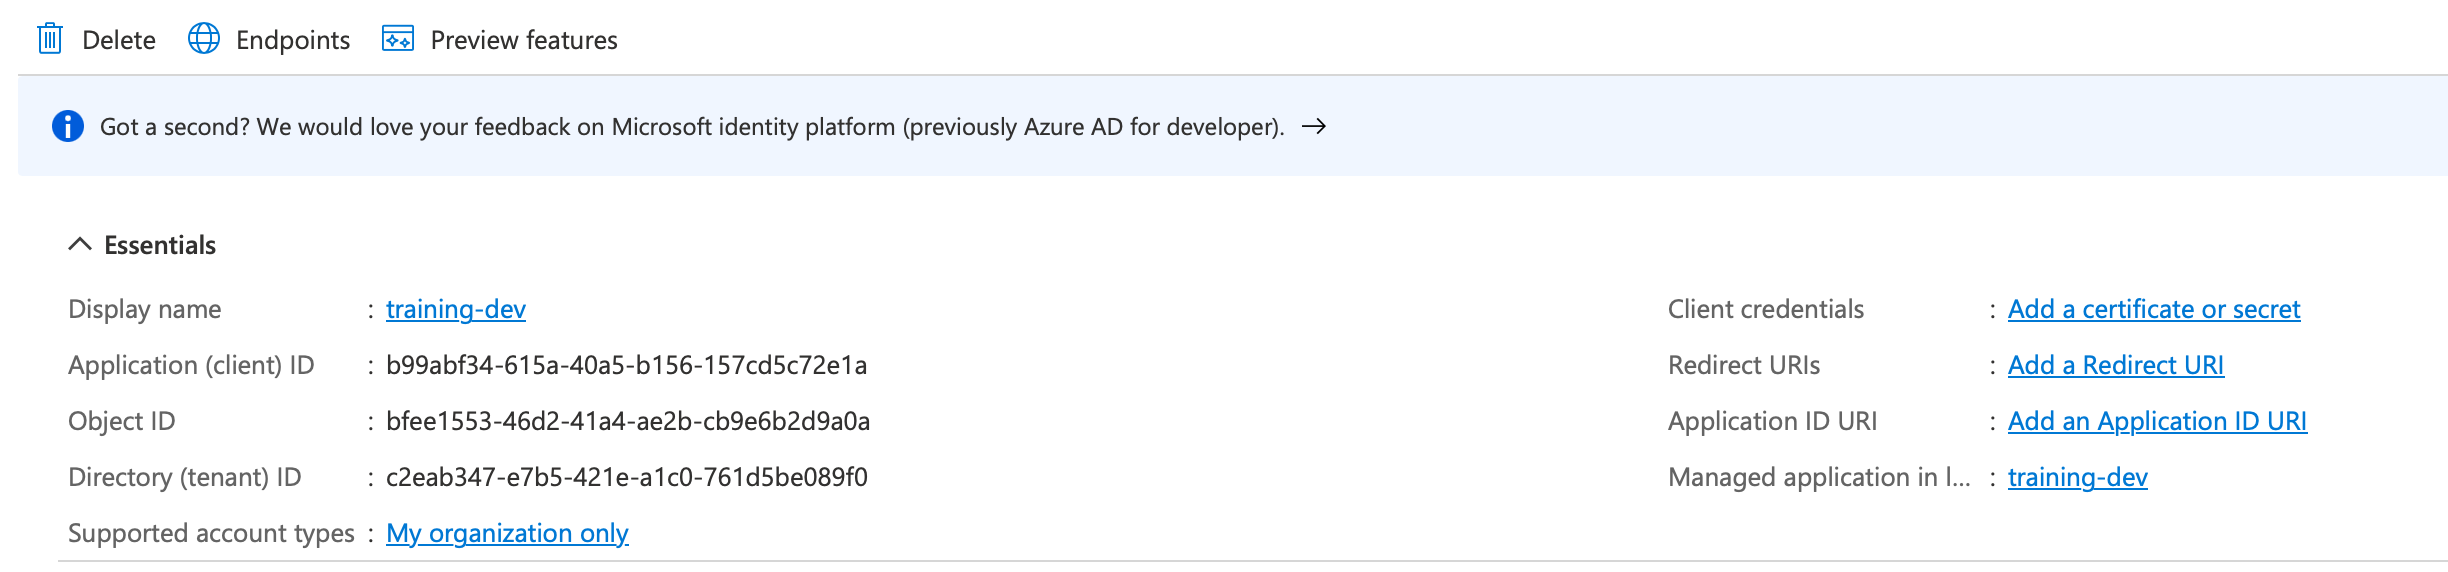 Delete Endpoints Preview features
Got a second? We would love your feedback on Microsoft identity platform (previously Azure AD for developer). →
Essentials
Display name : training-dev
Application (client) ID : b99abf34-615a-40a5-b156-157cd5c72e1a
Object ID : bfee1553-46d2-41a4-ae2b-cb9e6b2d9a0a
Directory (tenant) ID : c2eab347-e7b5-421e-a1c0-761d5be089f0
Supported account types : My organization only
Client credentials : Add a certificate or secret
Redirect URIs : Add a Redirect URI
Application ID URI : Add an Application ID URI
Managed application in l... : training-dev